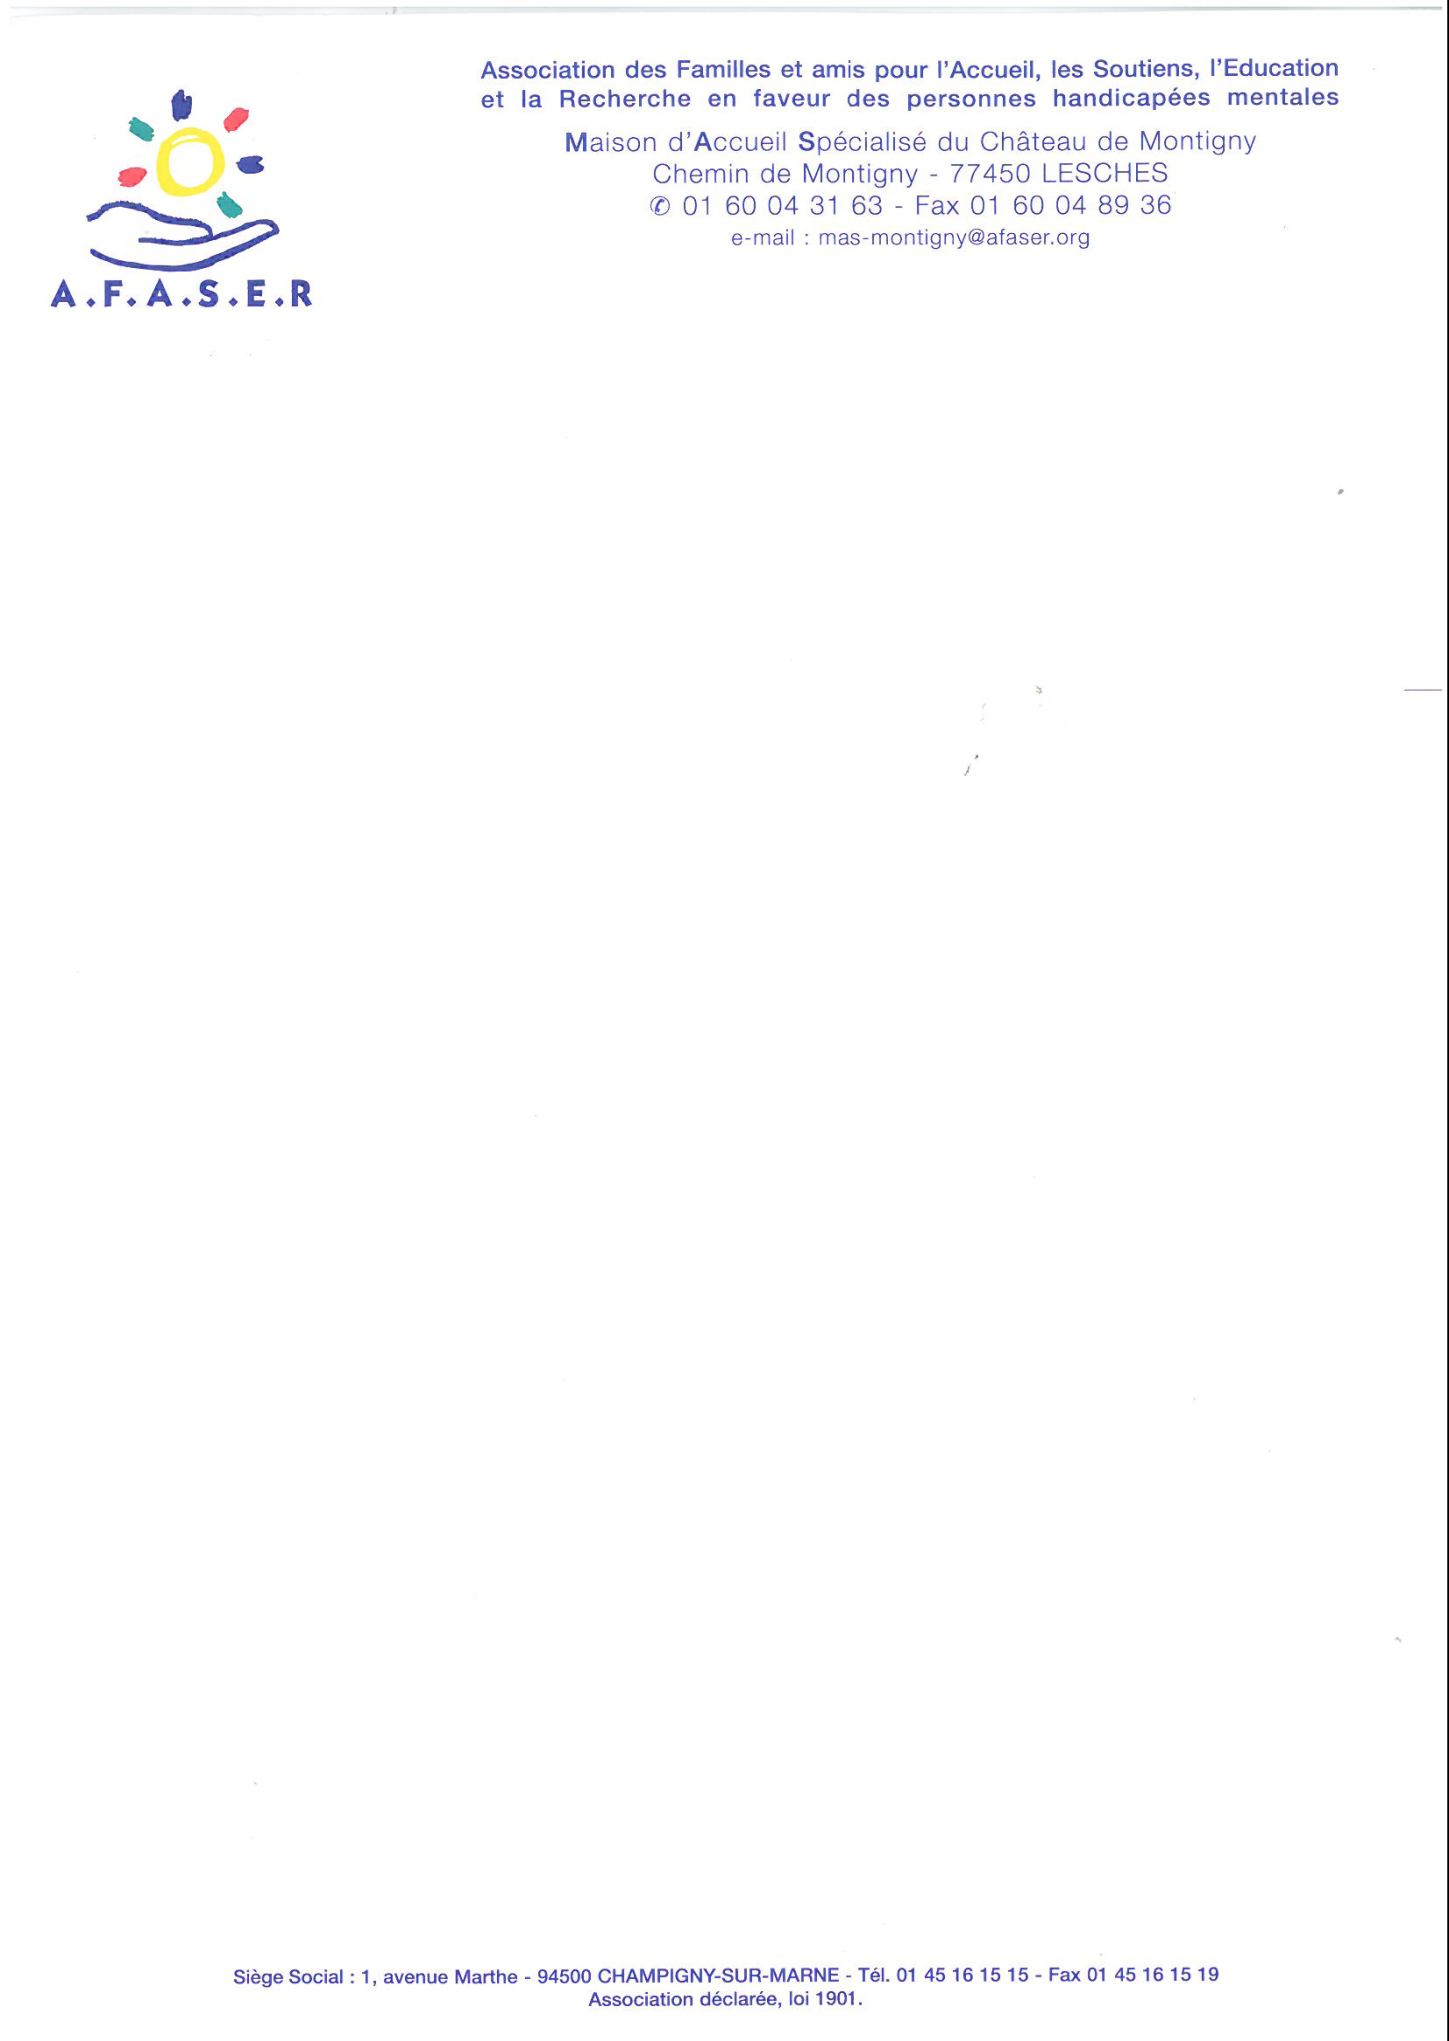 Association des Familles et amis pour l'Accueil, les Soutiens, l'Education
et la Recherche en faveur des personnes handicapées mentales
Maison d'Accueil Spécialisé du Château de Montigny
Chemin de Montigny - 77450 LESCHES
✆ 01 60 04 31 63 - Fax 01 60 04 89 36
e-mail : mas-montigny@afaser.org
A.F.A.S.E.R
Siège Social : 1, avenue Marthe - 94500 CHAMPIGNY-SUR-MARNE - Tél. 01 45 16 15 15 - Fax 01 45 16 15 19
Association déclarée, loi 1901.